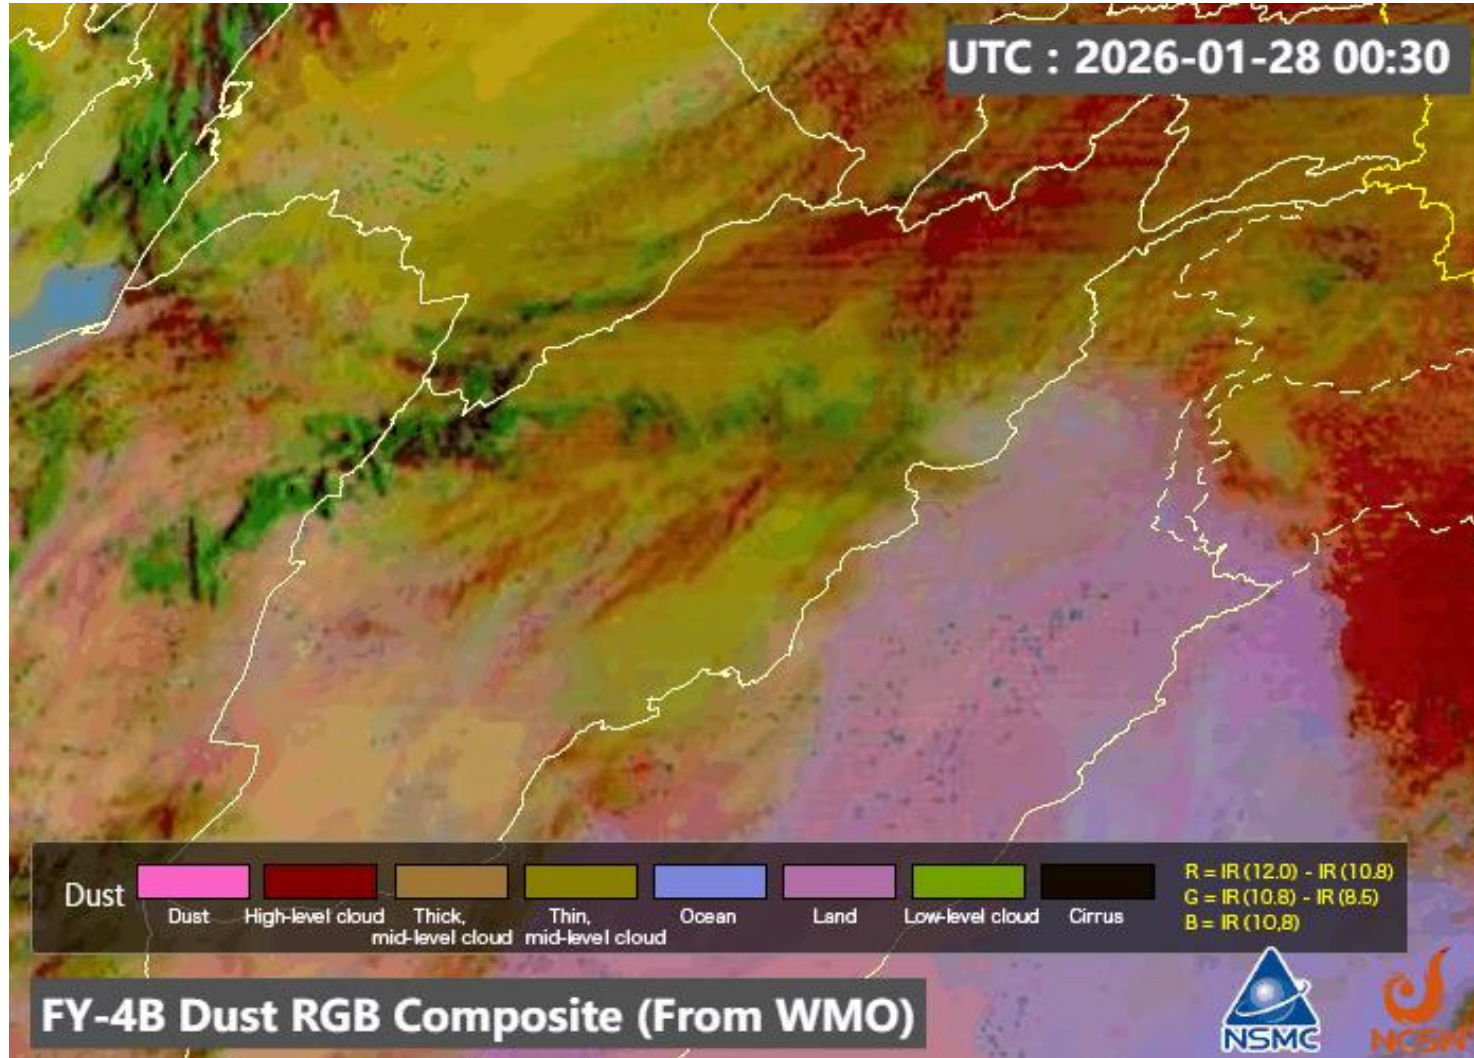 UTC : 2026-01-28 00:30
Dust
Dust
High-level cloud
Thick,
mid-level cloud
Thin,
mid-level cloud
Ocean
Land
Low-level cloud
Cirrus
R = IR (12.0) - IR (10.8)
G = IR (10.8) - IR (8.5)
B = IR (10,8)
FY-4B Dust RGB Composite (From WMO)
NSMC
NCSW